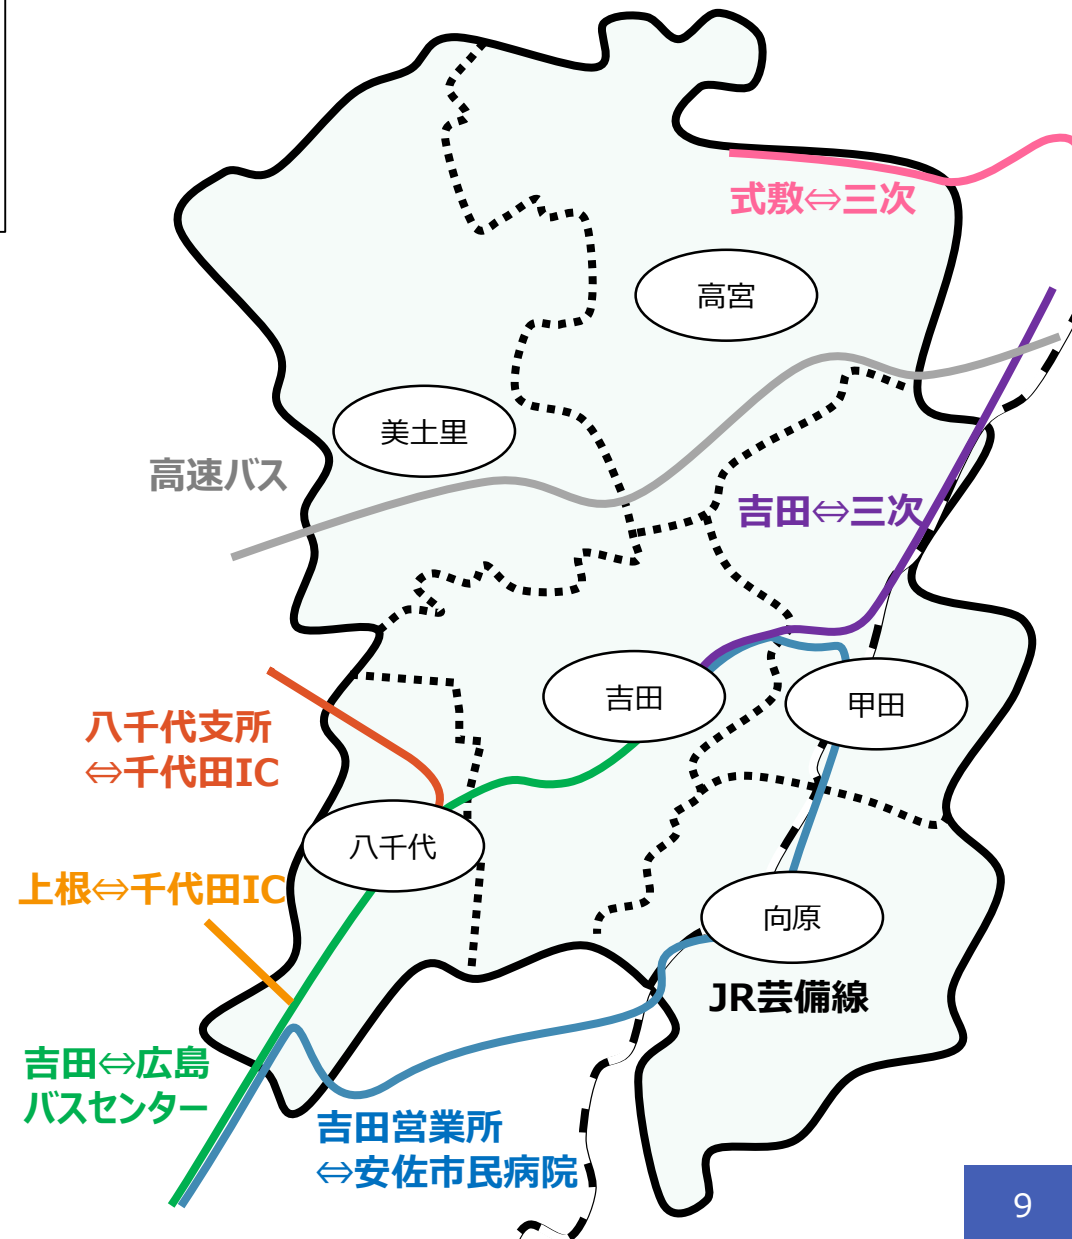 式敷⇔三次
高宮
美土里
高速バス
吉田⇔三次
吉田
甲田
八千代支所
⇔千代田IC
八千代
上根⇔千代田IC
向原
JR芸備線
吉田⇔広島
バスセンター
吉田営業所
⇔安佐市民病院
9